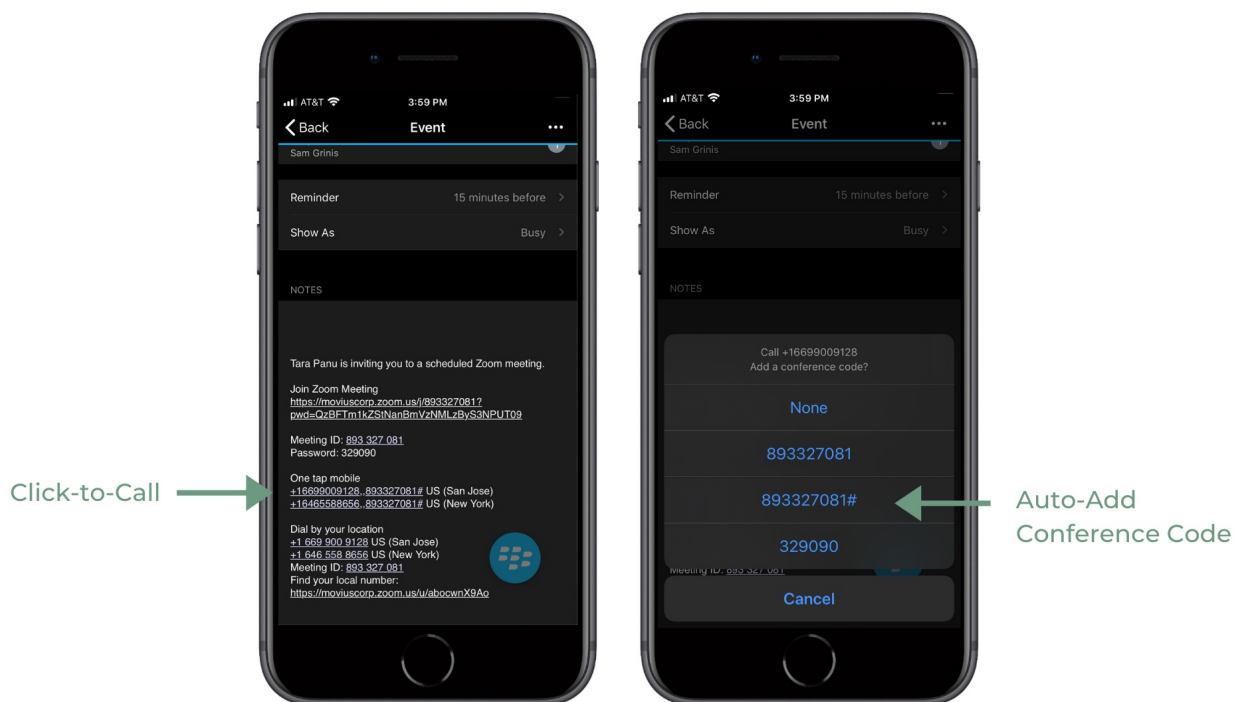 AT&T 3:59 PM
Back Event ...
Sam Grinis
Reminder 15 minutes before >
Show As Busy >
NOTES
Tara Panu is inviting you to a scheduled Zoom meeting.
Join Zoom Meeting
https://moviuscorp.zoom.us/j/893327081?
pwd=QzBFTm1kZStNanBmVzNMLzByS3NPUT09
Meeting ID: 893 327 081
Password: 329090
One tap mobile
+16699009128,,893327081# US (San Jose)
+16465588656,,893327081# US (New York)
Dial by your location
+1 669 900 9128 US (San Jose)
+1 646 558 8656 US (New York)
Meeting ID: 893 327 081
Find your local number:
https://moviuscorp.zoom.us/u/abocwnX9Ao
Click-to-Call
AT&T 3:59 PM
Back Event ...
Sam Grinis
Reminder 15 minutes before >
Show As Busy >
NOTES
Call +16699009128
Add a conference code?
None
893327081
893327081#
329090
Meeting ID: 893 327 081
Cancel
Auto-Add
Conference Code